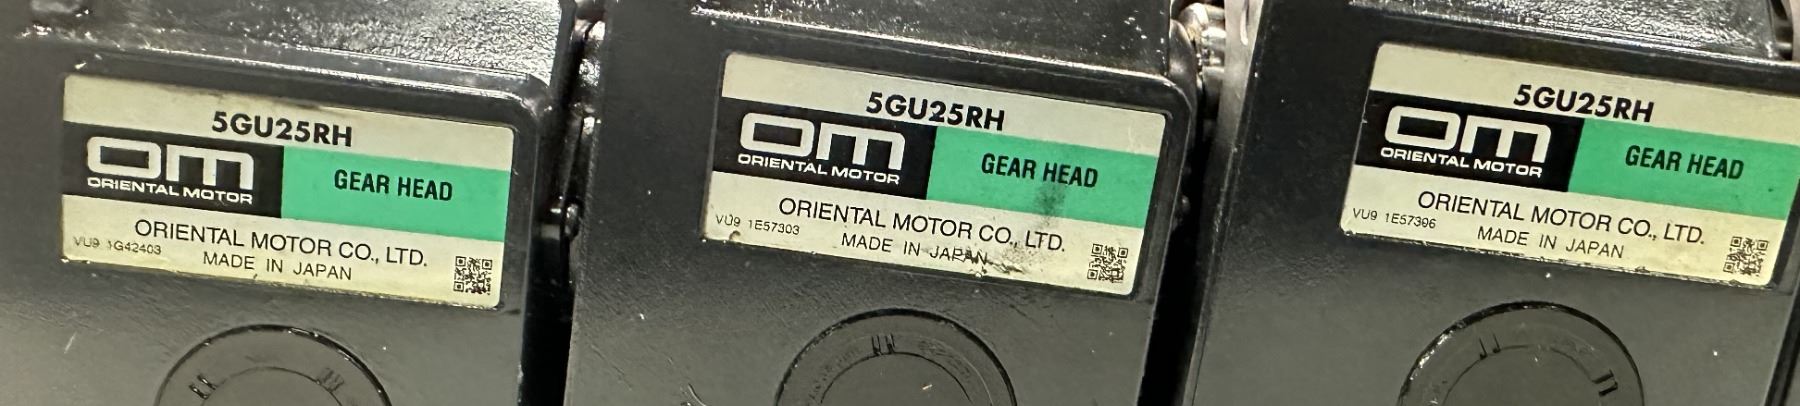 5GU25RH
OM
ORIENTAL MOTOR
GEAR HEAD
ORIENTAL MOTOR CO., LTD.
VU9 1G42403
MADE IN JAPAN
5GU25RH
OM
ORIENTAL MOTOR
GEAR HEAD
ORIENTAL MOTOR CO., LTD.
VU9 1E57303
MADE IN JAPAN
5GU25RH
OM
ORIENTAL MOTOR
GEAR HEAD
ORIENTAL MOTOR CO., LTD.
VU9 1E57306
MADE IN JAPAN